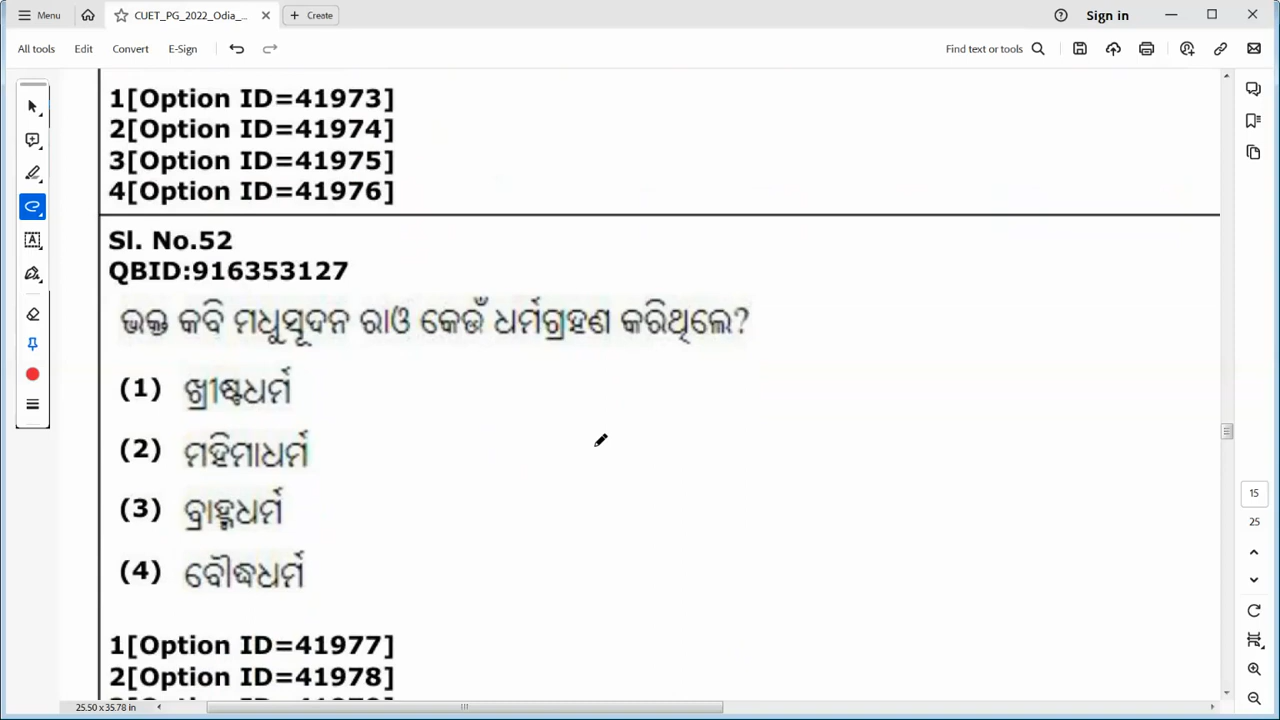 Menu
CUET_PG_2022_Odia_...
Create
Sign in
All tools
Edit
Convert
E-Sign
Find text or tools
1[Option ID=41973]
2[Option ID=41974]
3[Option ID=41975]
4[Option ID=41976]
Sl. No.52
QBID:916353127
ଭକ୍ତ କବି ମଧୁସୂଦନ ରାଓ କେଉଁ ଧର୍ମଗ୍ରହଣ କରିଥିଲେ?
(1) ଖ୍ରୀଷ୍ଟଧର୍ମ
(2) ମହିମାଧର୍ମ
(3) ବ୍ରାହ୍ମଧର୍ମ
(4) ବୌଦ୍ଧଧର୍ମ
1[Option ID=41977]
2[Option ID=41978]
15
25
25.50 x 35.78 in